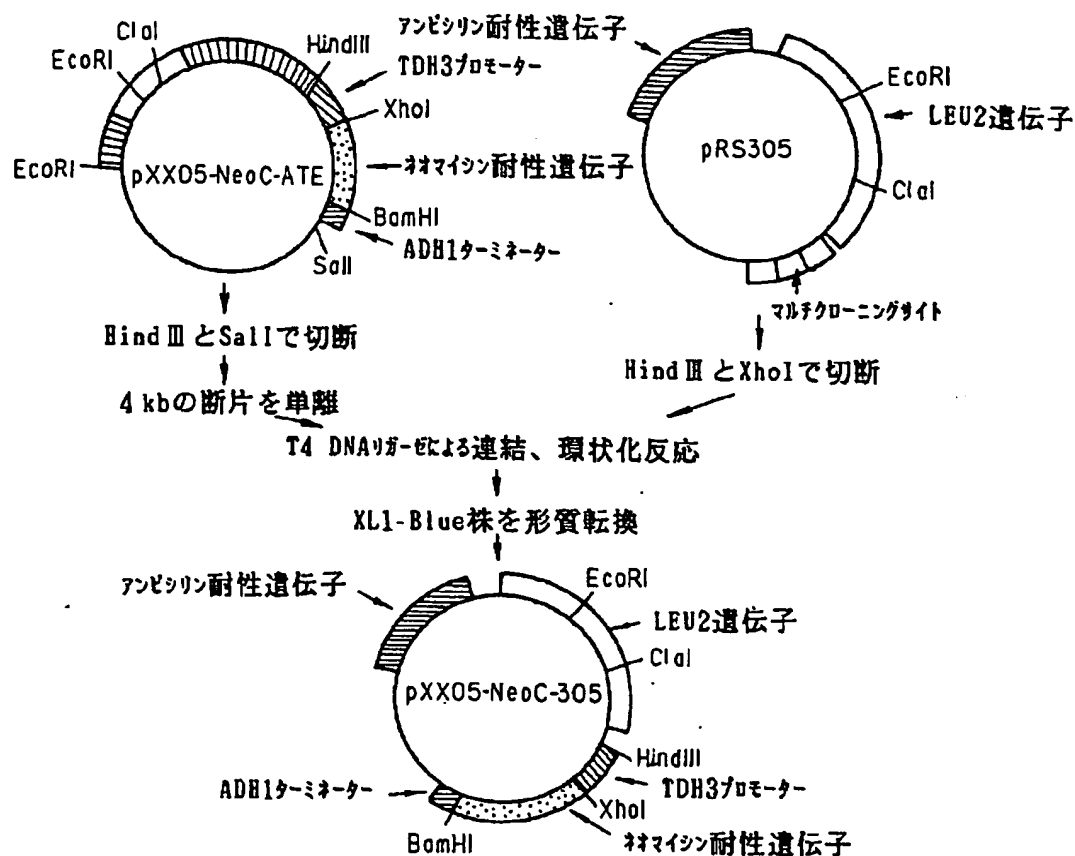 ClaI
EcoRI
EcoRI
pXX05-NeoC-ATE
HindIII
TDH3プロモーター
XhoI
ネオマイシン耐性遺伝子
BamHI
ADH1ターミネーター
SalI
アンピシリン耐性遺伝子
pRS305
EcoRI
LEU2遺伝子
ClaI
マルチクローニングサイト
HindⅢとSalIで切断
4kbの断片を単離
HindⅢとXhoIで切断
T4 DNAリガーゼによる連結、環状化反応
XL1-Blue株を形質転換
アンピシリン耐性遺伝子
EcoRI
LEU2遺伝子
ClaI
pXX05-NeoC-305
HindIII
TDH3プロモーター
XhoI
ネオマイシン耐性遺伝子
ADH1ターミネーター
BamHI